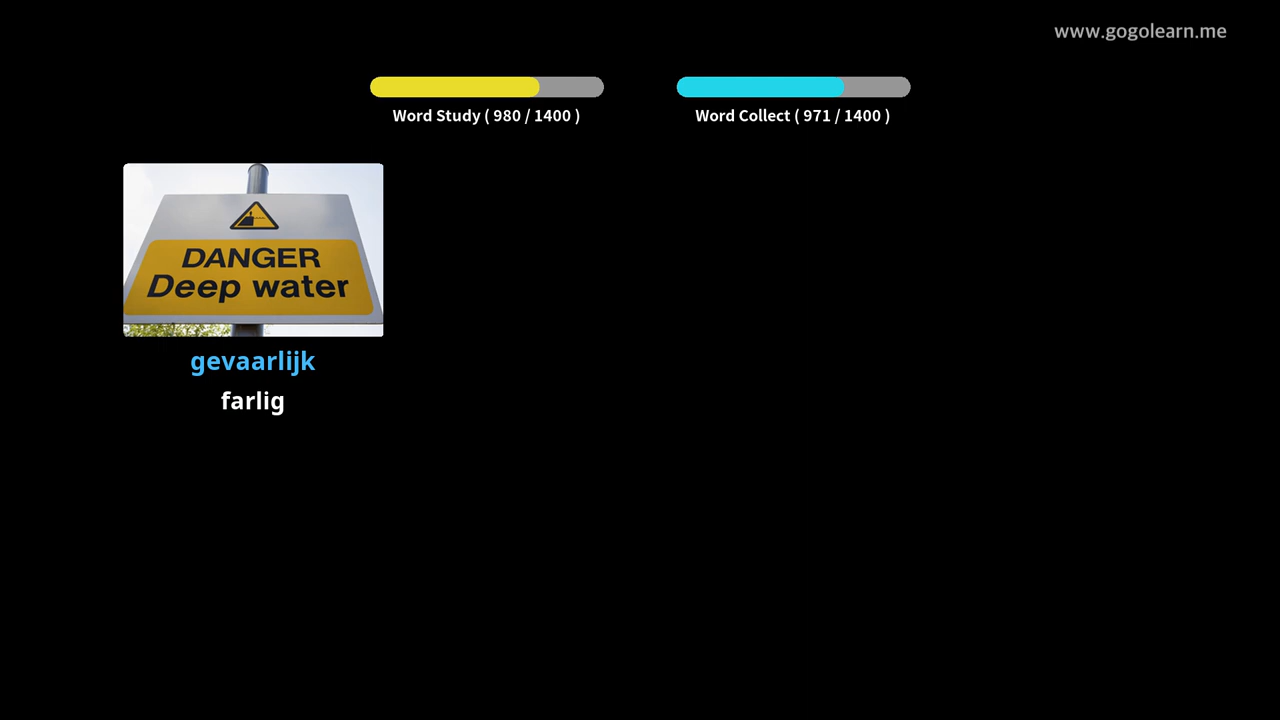 www.gogolearn.me
Word Study ( 980 / 1400 )
Word Collect ( 971 / 1400 )
DANGER
Deep water
gevaarlijk
farlig